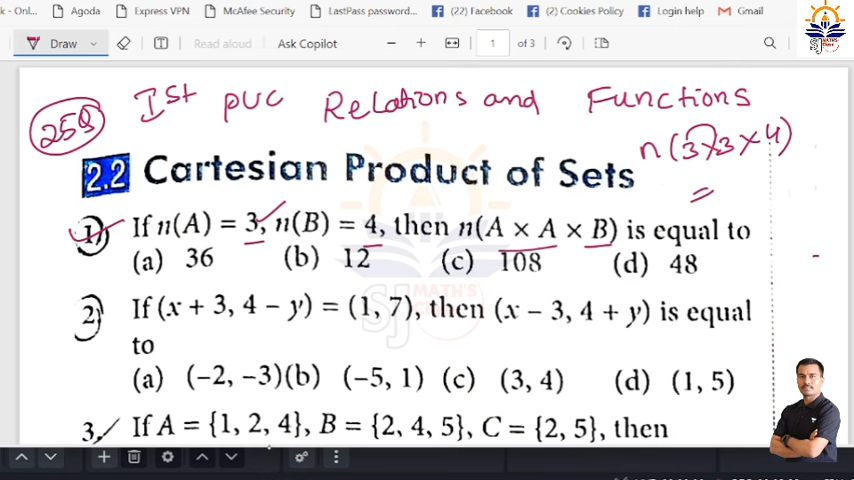 k - Onl... Agoda Express VPN McAfee Security LastPass password... (22) Facebook (2) Cookies Policy Login help Gmail
Draw Read aloud Ask Copilot 1 of 3
259 Ist PUC Relations and Functions
n(3×3×4)
=
2.2 Cartesian Product of Sets
1) If n(A) = 3, n(B) = 4, then n(A × A × B) is equal to
(a) 36 (b) 12 (c) 108 (d) 48
2) If (x + 3, 4 − y) = (1, 7), then (x − 3, 4 + y) is equal
to
(a) (−2, −3)(b) (−5, 1) (c) (3, 4) (d) (1, 5)
3. If A = {1, 2, 4}, B = {2, 4, 5}, C = {2, 5}, then